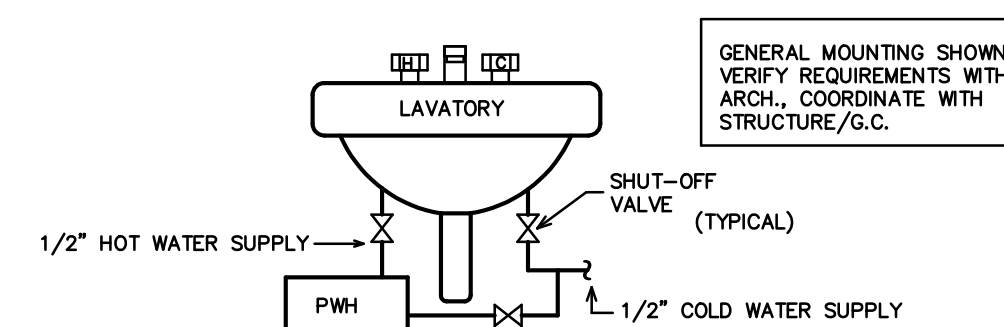 GENERAL MOUNTING SHOWN
VERIFY REQUIREMENTS WITH
ARCH., COORDINATE WITH
STRUCTURE/G.C.
H
C
LAVATORY
SHUT-OFF
VALVE
(TYPICAL)
1/2" HOT WATER SUPPLY
PWH
1/2" COLD WATER SUPPLY